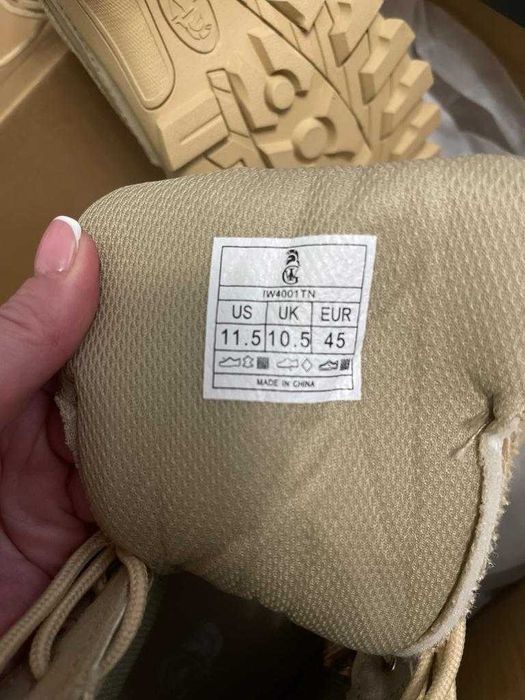 IW4001TN
US UK EUR
11.5 10.5 45
MADE IN CHINA